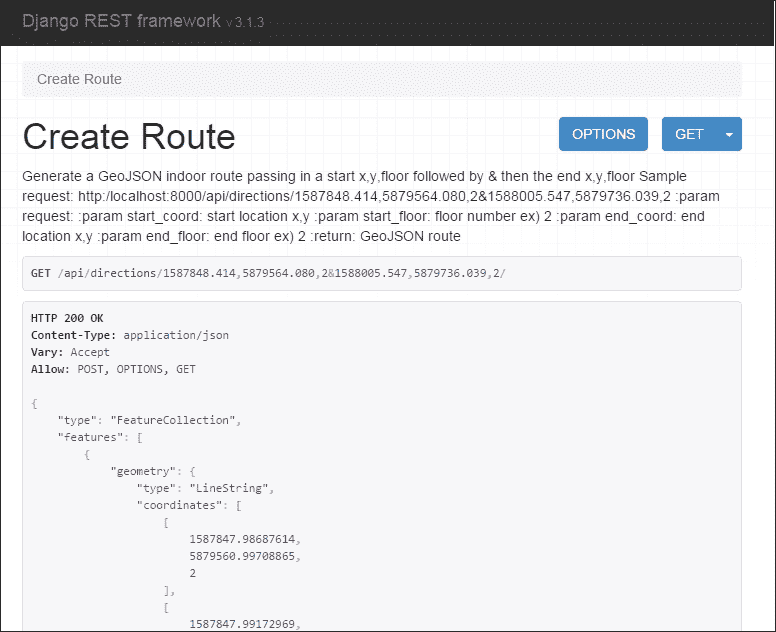 Django REST framework v 3.1.3
Create Route
Create Route
OPTIONS
GET
Generate a GeoJSON indoor route passing in a start x,y,floor followed by & then the end x,y,floor Sample
request: http:/localhost:8000/api/directions/1587848.414,5879564.080,2&1588005.547,5879736.039,2 :param
request: :param start_coord: start location x,y :param start_floor: floor number ex) 2 :param end_coord: end
location x,y :param end_floor: end floor ex) 2 :return: GeoJSON route
GET /api/directions/1587848.414,5879564.080,2&1588005.547,5879736.039,2/
HTTP 200 OK
Content-Type: application/json
Vary: Accept
Allow: POST, OPTIONS, GET
{
"type": "FeatureCollection",
"features": [
{
"geometry": {
"type": "LineString",
"coordinates": [
[
1587847.98687614,
5879560.99708865,
2
],
[
1587847.99172969,